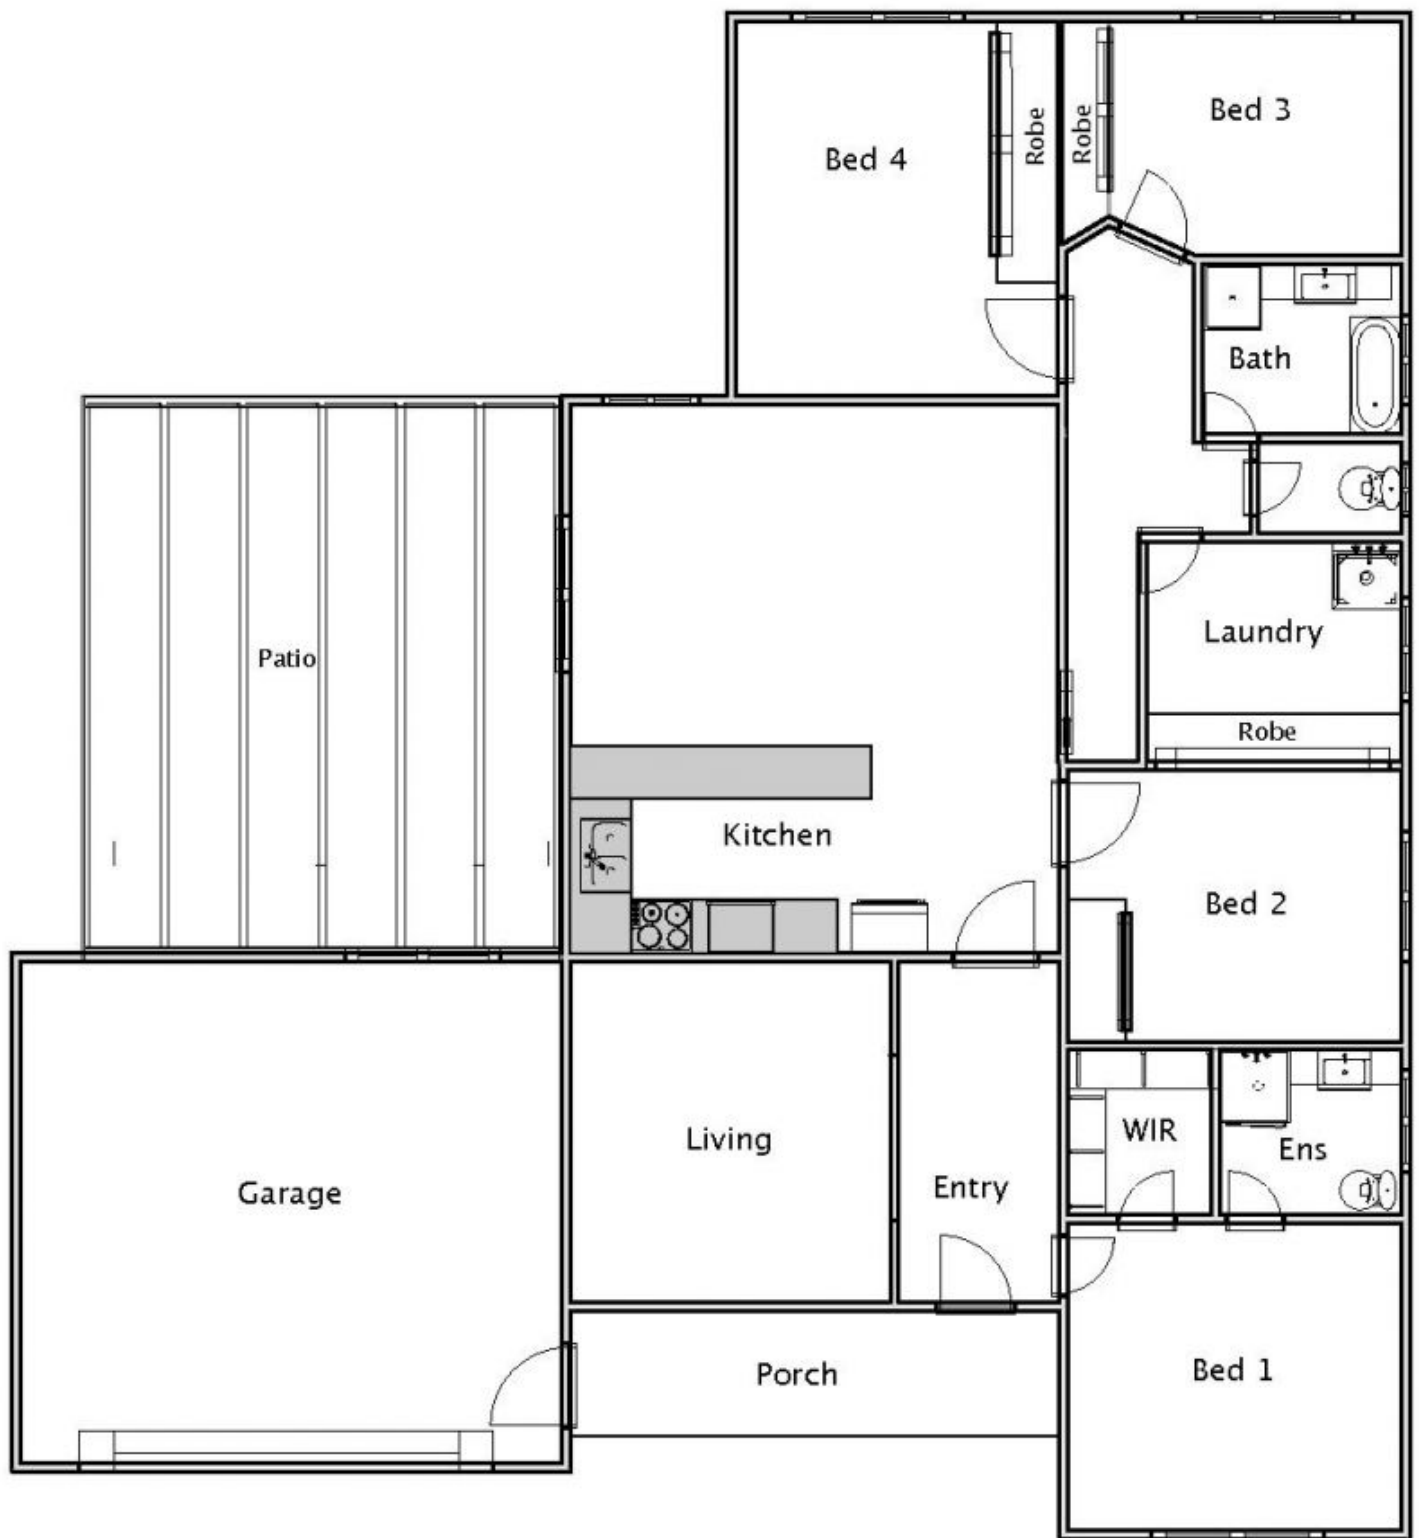 Bed 4
Robe
Robe
Bed 3
Bath
Patio
Laundry
Robe
Kitchen
Bed 2
WIR
Ens
Living
Garage
Entry
Porch
Bed 1